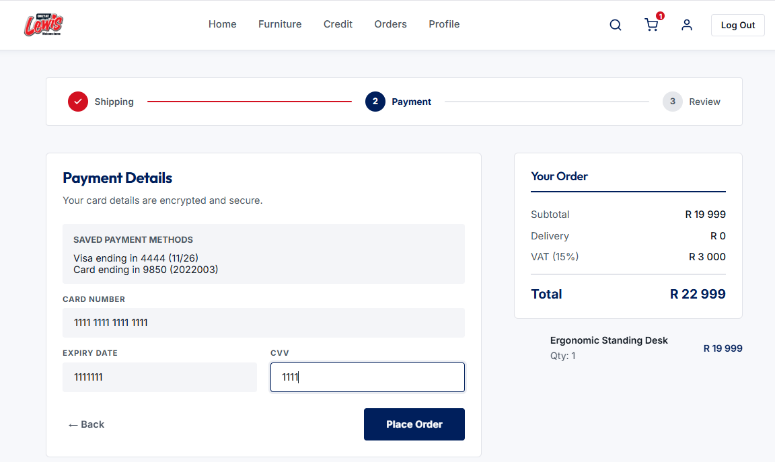 Lewis
Home Furniture Credit Orders Profile
1
Log Out
Shipping 2 Payment 3 Review
Payment Details
Your card details are encrypted and secure.
SAVED PAYMENT METHODS
Visa ending in 4444 (11/26)
Card ending in 9850 (2022003)
CARD NUMBER
1111 1111 1111 1111
EXPIRY DATE CVV
1111111 1111
← Back Place Order
Your Order
Subtotal R 19 999
Delivery R 0
VAT (15%) R 3 000
Total R 22 999
Ergonomic Standing Desk R 19 999
Qty: 1